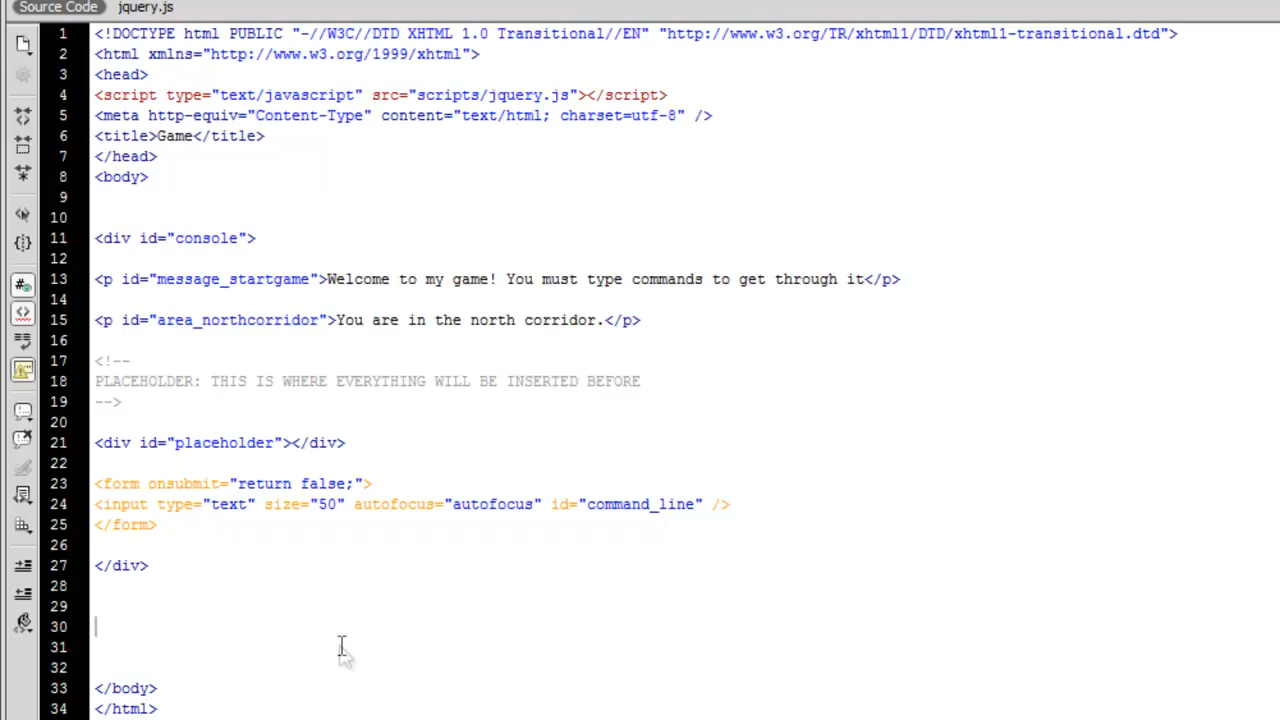 Source Code jquery.js
1 <!DOCTYPE html PUBLIC "-//W3C//DTD XHTML 1.0 Transitional//EN" "http://www.w3.org/TR/xhtml1/DTD/xhtml1-transitional.dtd">
2 <html xmlns="http://www.w3.org/1999/xhtml">
3 <head>
4 <script type="text/javascript" src="scripts/jquery.js"></script>
5 <meta http-equiv="Content-Type" content="text/html; charset=utf-8" />
6 <title>Game</title>
7 </head>
8 <body>
9
10
11 <div id="console">
12
13 <p id="message_startgame">Welcome to my game! You must type commands to get through it</p>
14
15 <p id="area_northcorridor">You are in the north corridor.</p>
16
17 <!--
18 PLACEHOLDER: THIS IS WHERE EVERYTHING WILL BE INSERTED BEFORE
19 -->
20
21 <div id="placeholder"></div>
22
23 <form onsubmit="return false;">
24 <input type="text" size="50" autofocus="autofocus" id="command_line" />
25 </form>
26
27 </div>
28
29
30
31
32
33 </body>
34 </html>